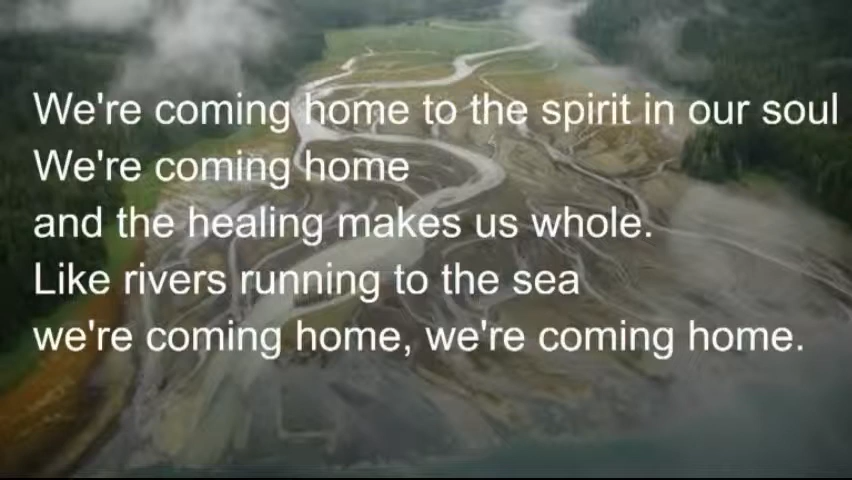 We're coming home to the spirit in our soul
We're coming home
and the healing makes us whole.
Like rivers running to the sea
we're coming home, we're coming home.